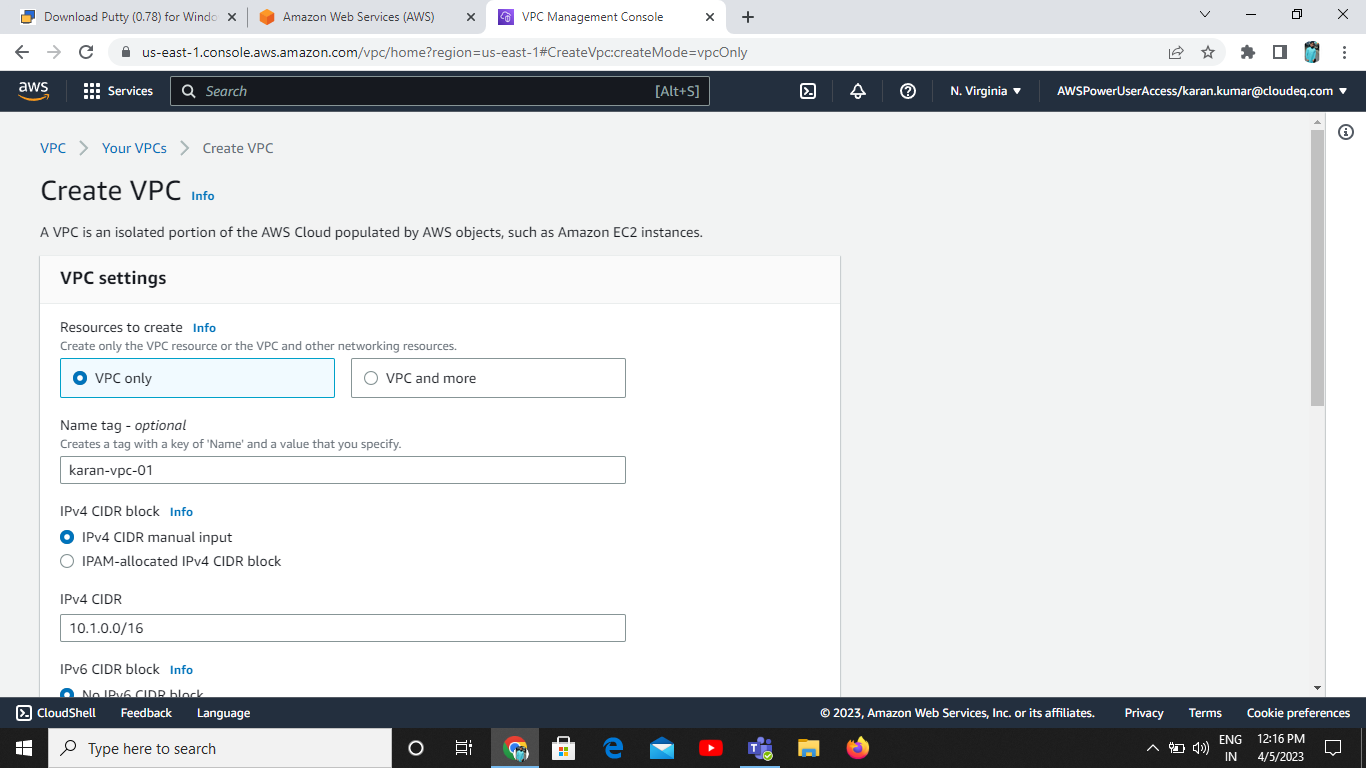 Download Putty (0.78) for Windo
Amazon Web Services (AWS)
VPC Management Console
us-east-1.console.aws.amazon.com/vpc/home?region=us-east-1#CreateVpc:createMode=vpcOnly
aws
Services
Search
[Alt+S]
N. Virginia
AWSPowerUserAccess/karan.kumar@cloudeq.com
VPC
Your VPCs
Create VPC
Create VPC Info
A VPC is an isolated portion of the AWS Cloud populated by AWS objects, such as Amazon EC2 instances.
VPC settings
Resources to create Info
Create only the VPC resource or the VPC and other networking resources.
VPC only
VPC and more
Name tag - optional
Creates a tag with a key of 'Name' and a value that you specify.
karan-vpc-01
IPv4 CIDR block Info
IPv4 CIDR manual input
IPAM-allocated IPv4 CIDR block
IPv4 CIDR
10.1.0.0/16
IPv6 CIDR block Info
No IPv6 CIDR block
CloudShell
Feedback
Language
© 2023, Amazon Web Services, Inc. or its affiliates.
Privacy
Terms
Cookie preferences
Type here to search
ENG
IN
12:16 PM
4/5/2023